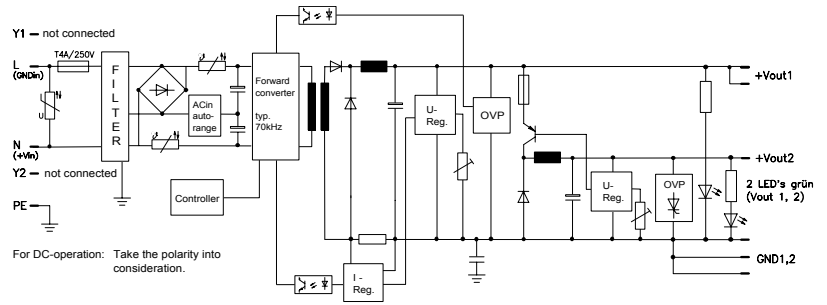 Y1 – not connected
L
(GNDin)
T4A/250V
U
N
(+Vin)
Y2 – not connected
PE
FILTER
ACin
auto-
range
Forward
converter
typ.
70kHz
Controller
U-
Reg.
OVP
I -
Reg.
U-
Reg.
OVP
+Vout1
+Vout2
2 LED's grün
(Vout 1, 2)
GND1,2
For DC-operation: Take the polarity into
consideration.